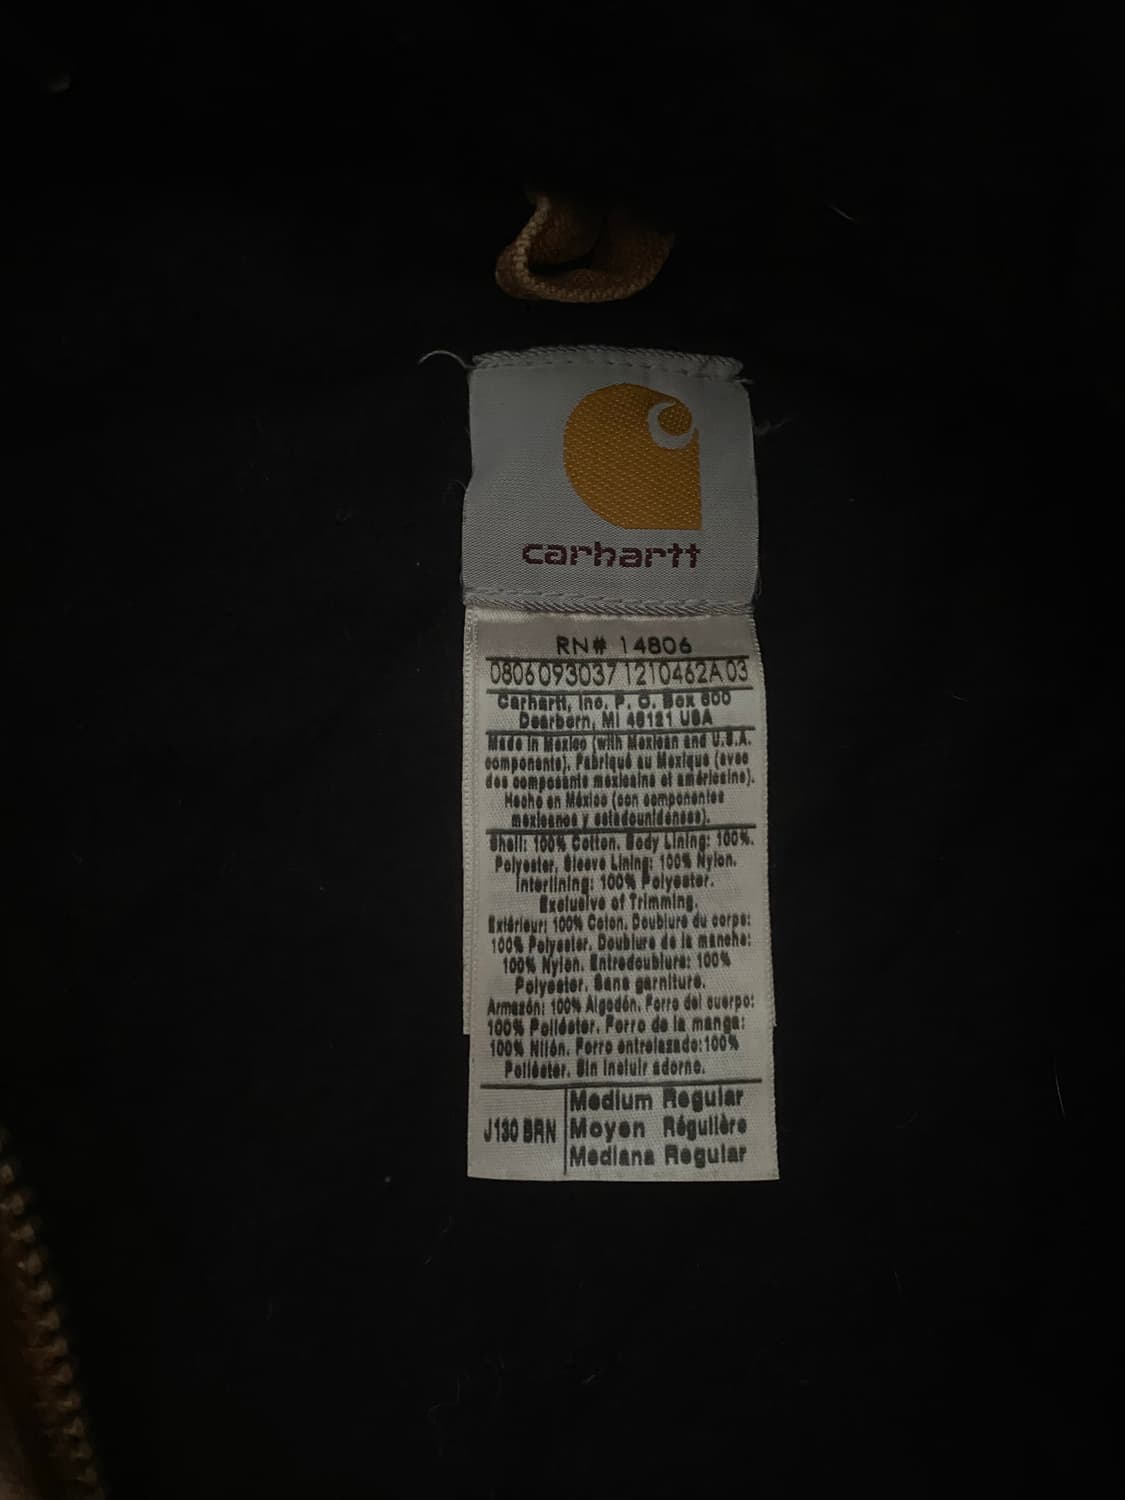 carhartt
RN# 14806
0806 093037 1210462A 03
Carhartt, Inc. P. O. Box 600
Dearborn, MI 48121 USA
Made in Mexico (with Mexican and U.S.A.
components). Fabriqué au Mexique (avec
des composants mexicains et américains).
Hecho en México (con componentes
mexicanos y estadounidenses).
Shell: 100% Cotton. Body Lining: 100%.
Polyester. Sleeve Lining: 100% Nylon.
Interlining: 100% Polyester.
Exclusive of Trimming.
Extérieur: 100% Coton. Doublure du corps:
100% Polyester. Doublure de la manche:
100% Nylon. Entredoublure: 100%
Polyester. Sans garniture.
Armazón: 100% Algodón. Forro del cuerpo:
100% Poliéster. Forro de la manga:
100% Nilón. Forro entrelazado:100%
Poliéster. Sin incluir adorno.
J130 BRN
Medium Regular
Moyen Régulière
Mediana Regular